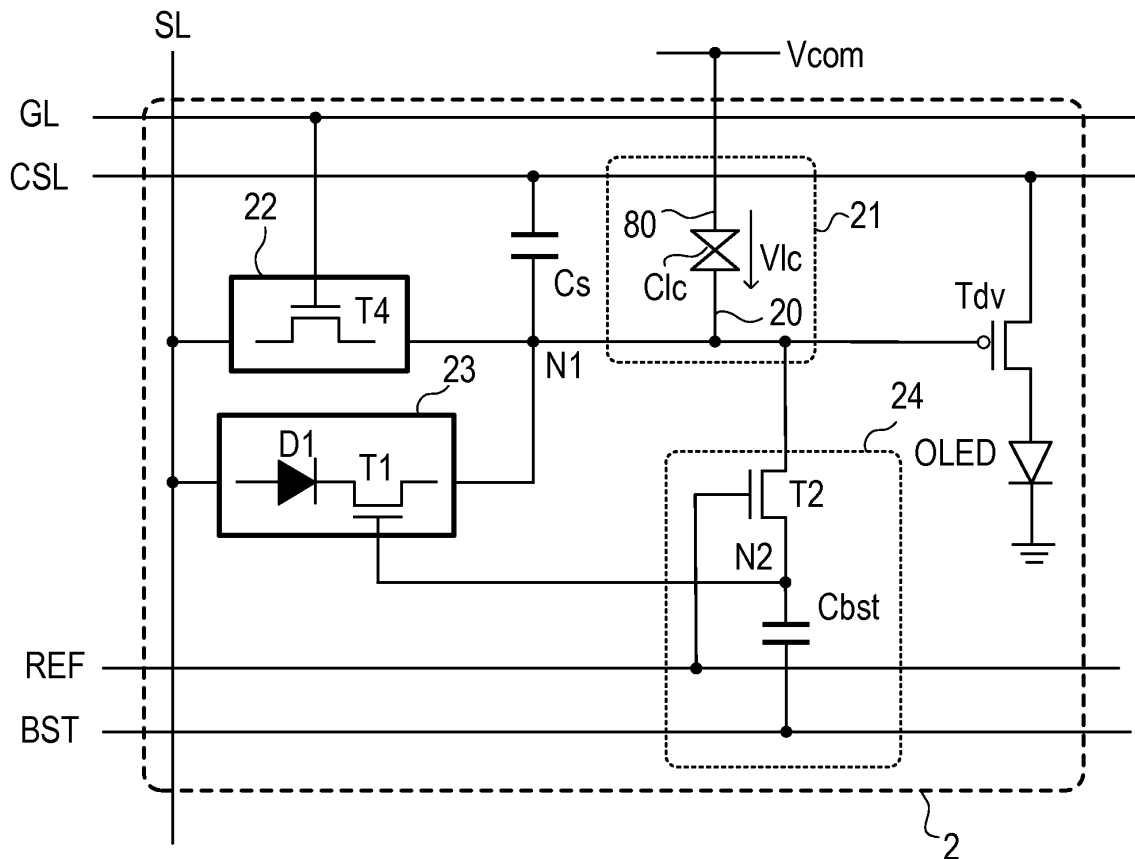 SL
Vcom
GL
CSL
22
80
21
Vlc
Clc
Cs
T4
20
Tdv
N1
23
24
D1
T1
OLED
T2
N2
Cbst
REF
BST
2